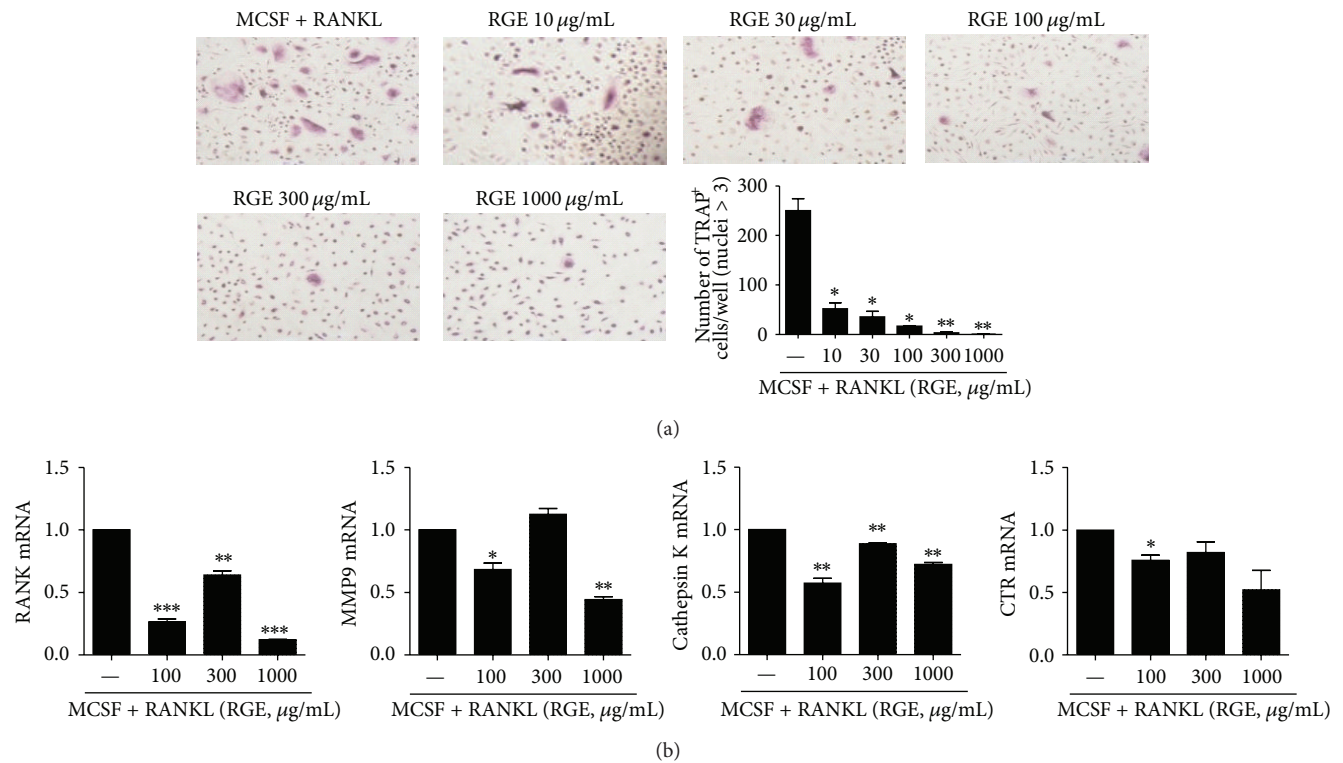 MCSF + RANKL
RGE 10 μg/mL
RGE 30 μg/mL
RGE 100 μg/mL
RGE 300 μg/mL
RGE 1000 μg/mL
Number of TRAP+
cells/well (nuclei > 3)
300
200
100
0
*
*
*
**
**
—
10
30
100
300
1000
MCSF + RANKL (RGE, μg/mL)
(a)
RANK mRNA
1.5
1.0
0.5
0.0
***
**
***
—
100
300
1000
MCSF + RANKL (RGE, μg/mL)
MMP9 mRNA
1.5
1.0
0.5
0.0
*
**
—
100
300
1000
MCSF + RANKL (RGE, μg/mL)
Cathepsin K mRNA
1.5
1.0
0.5
0.0
**
**
**
—
100
300
1000
MCSF + RANKL (RGE, μg/mL)
CTR mRNA
1.5
1.0
0.5
0.0
*
—
100
300
1000
MCSF + RANKL (RGE, μg/mL)
(b)